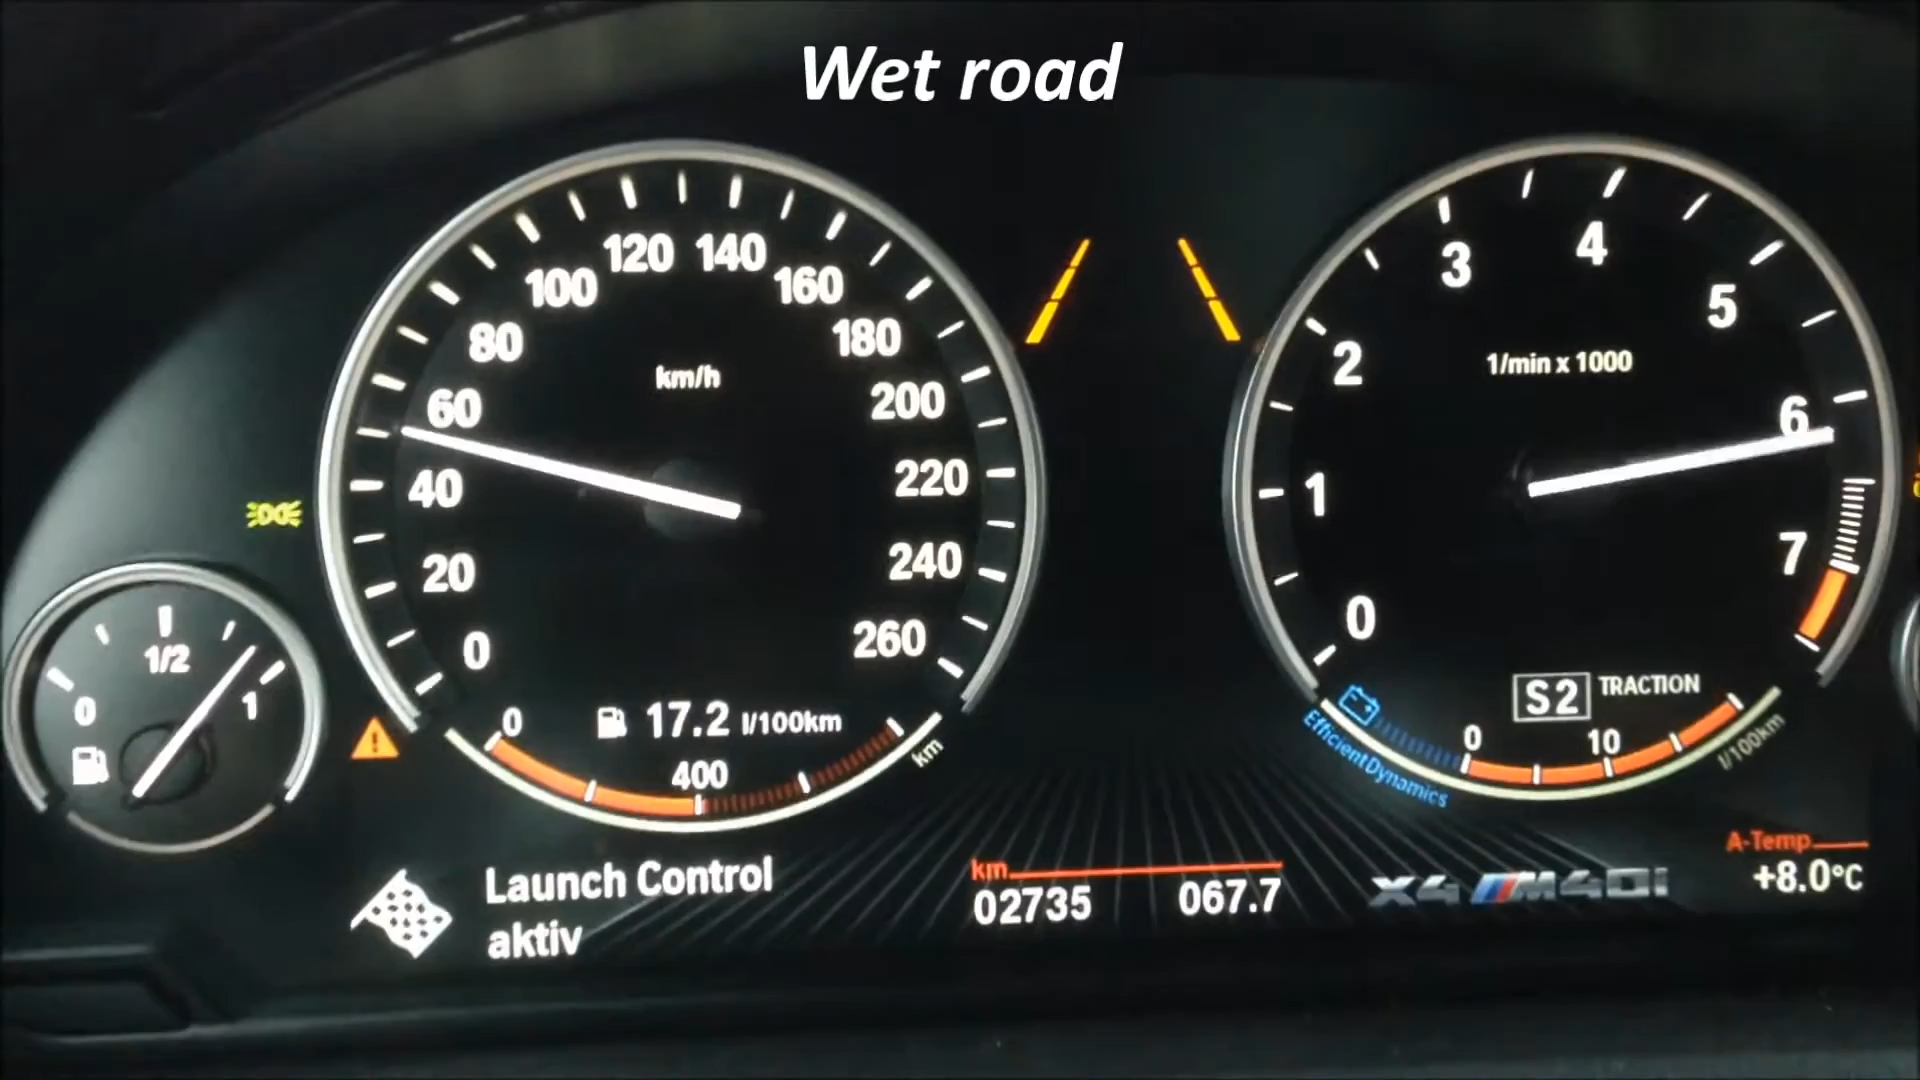 Wet road
0
20
40
60
80
100
120
140
160
180
200
220
240
260
km/h
0
1
2
3
4
5
6
7
1/min x 1000
0
1/2
1
17.2 l/100km
0
400
km
S2 TRACTION
0
10
l/100km
EfficientDynamics
Launch Control
aktiv
km
02735 067.7
X4 M40i
A-Temp
+8.0°C